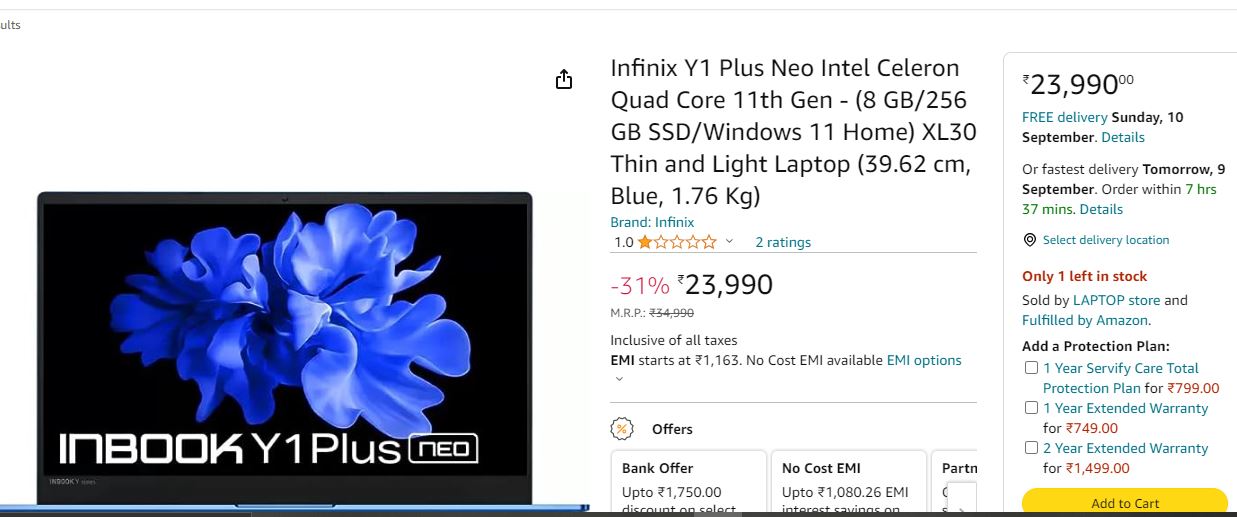 ults
Infinix Y1 Plus Neo Intel Celeron
Quad Core 11th Gen - (8 GB/256
GB SSD/Windows 11 Home) XL30
Thin and Light Laptop (39.62 cm,
Blue, 1.76 Kg)
Brand: Infinix
1.0 2 ratings
-31% ₹23,990
M.R.P.: ₹34,990
Inclusive of all taxes
EMI starts at ₹1,163. No Cost EMI available EMI options
% Offers
Bank Offer
Upto ₹1,750.00
discount on select
No Cost EMI
Upto ₹1,080.26 EMI
interest savings on
Partn
INBOOK Y1 Plus NEO
INBOOK Y series
₹23,99000
FREE delivery Sunday, 10
September. Details
Or fastest delivery Tomorrow, 9
September. Order within 7 hrs
37 mins. Details
Select delivery location
Only 1 left in stock
Sold by LAPTOP store and
Fulfilled by Amazon.
Add a Protection Plan:
1 Year Servify Care Total
Protection Plan for ₹799.00
1 Year Extended Warranty
for ₹749.00
2 Year Extended Warranty
for ₹1,499.00
Add to Cart